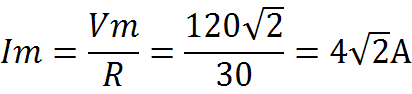 Im = Vm/R = 120√2/30 = 4√2A